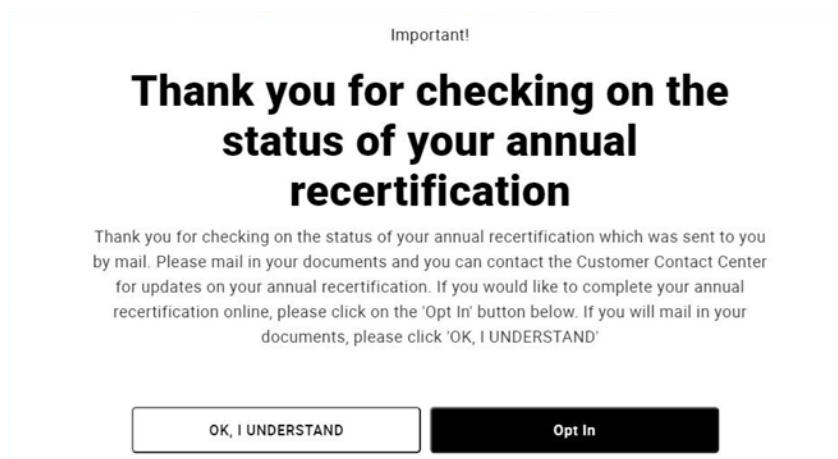 Important!
Thank you for checking on the
status of your annual
recertification
Thank you for checking on the status of your annual recertification which was sent to you
by mail. Please mail in your documents and you can contact the Customer Contact Center
for updates on your annual recertification. If you would like to complete your annual
recertification online, please click on the 'Opt In' button below. If you will mail in your
documents, please click 'OK, I UNDERSTAND'
OK, I UNDERSTAND
Opt In